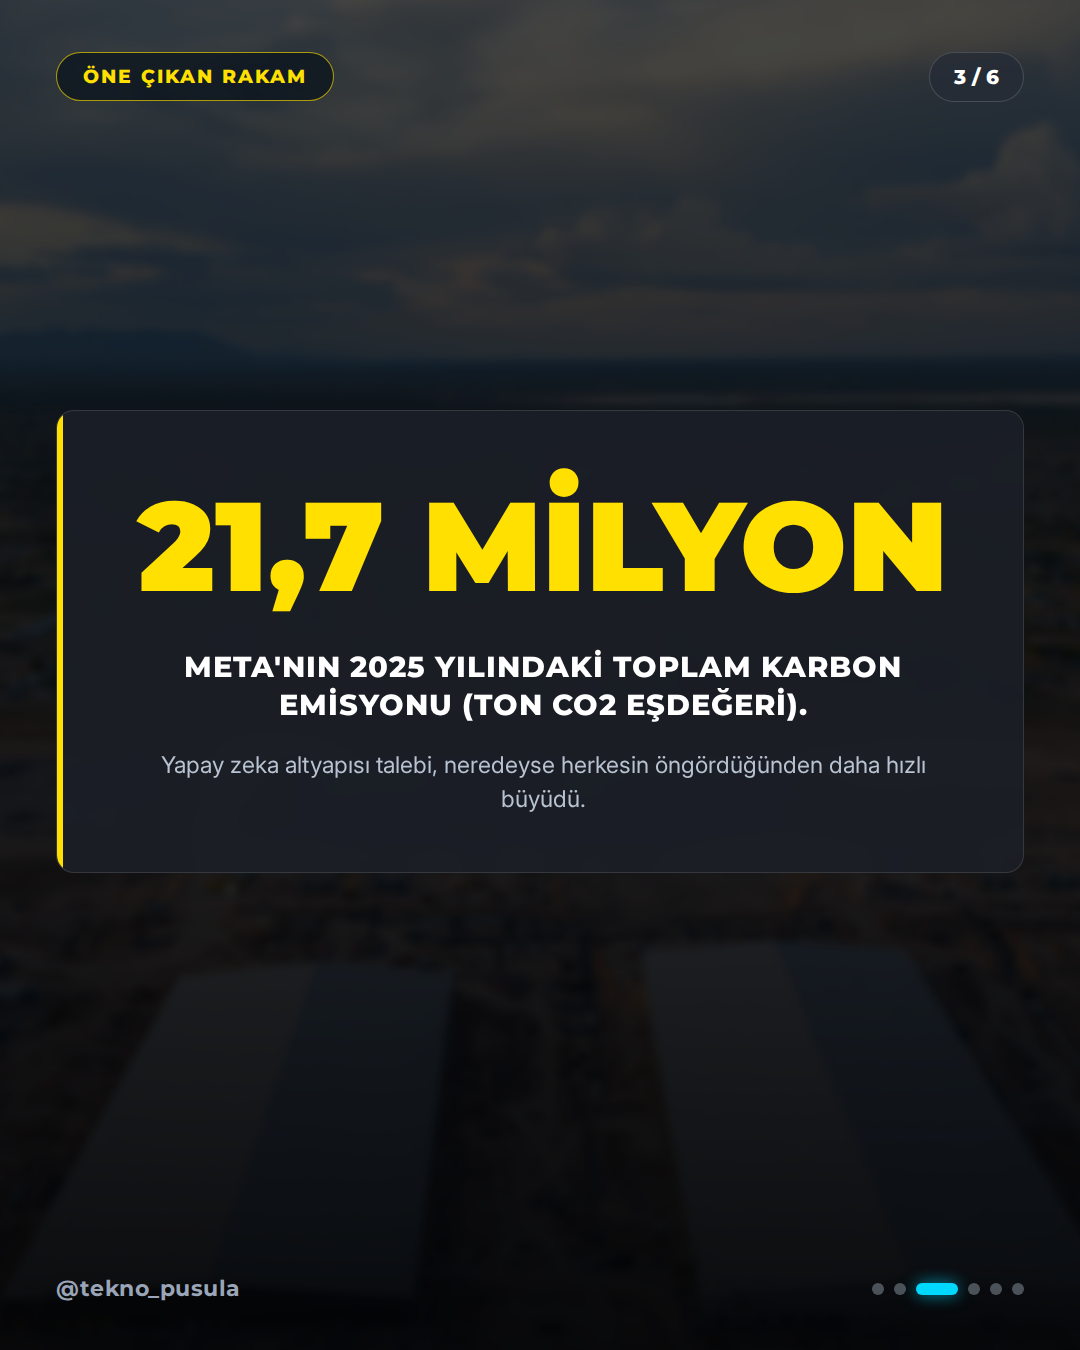 ÖNE ÇIKAN RAKAM
3 / 6
21,7 MİLYON
META'NIN 2025 YILINDAKİ TOPLAM KARBON
EMİSYONU (TON CO2 EŞDEĞERİ).
Yapay zeka altyapısı talebi, neredeyse herkesin öngördüğünden daha hızlı
büyüdü.
@tekno_pusula